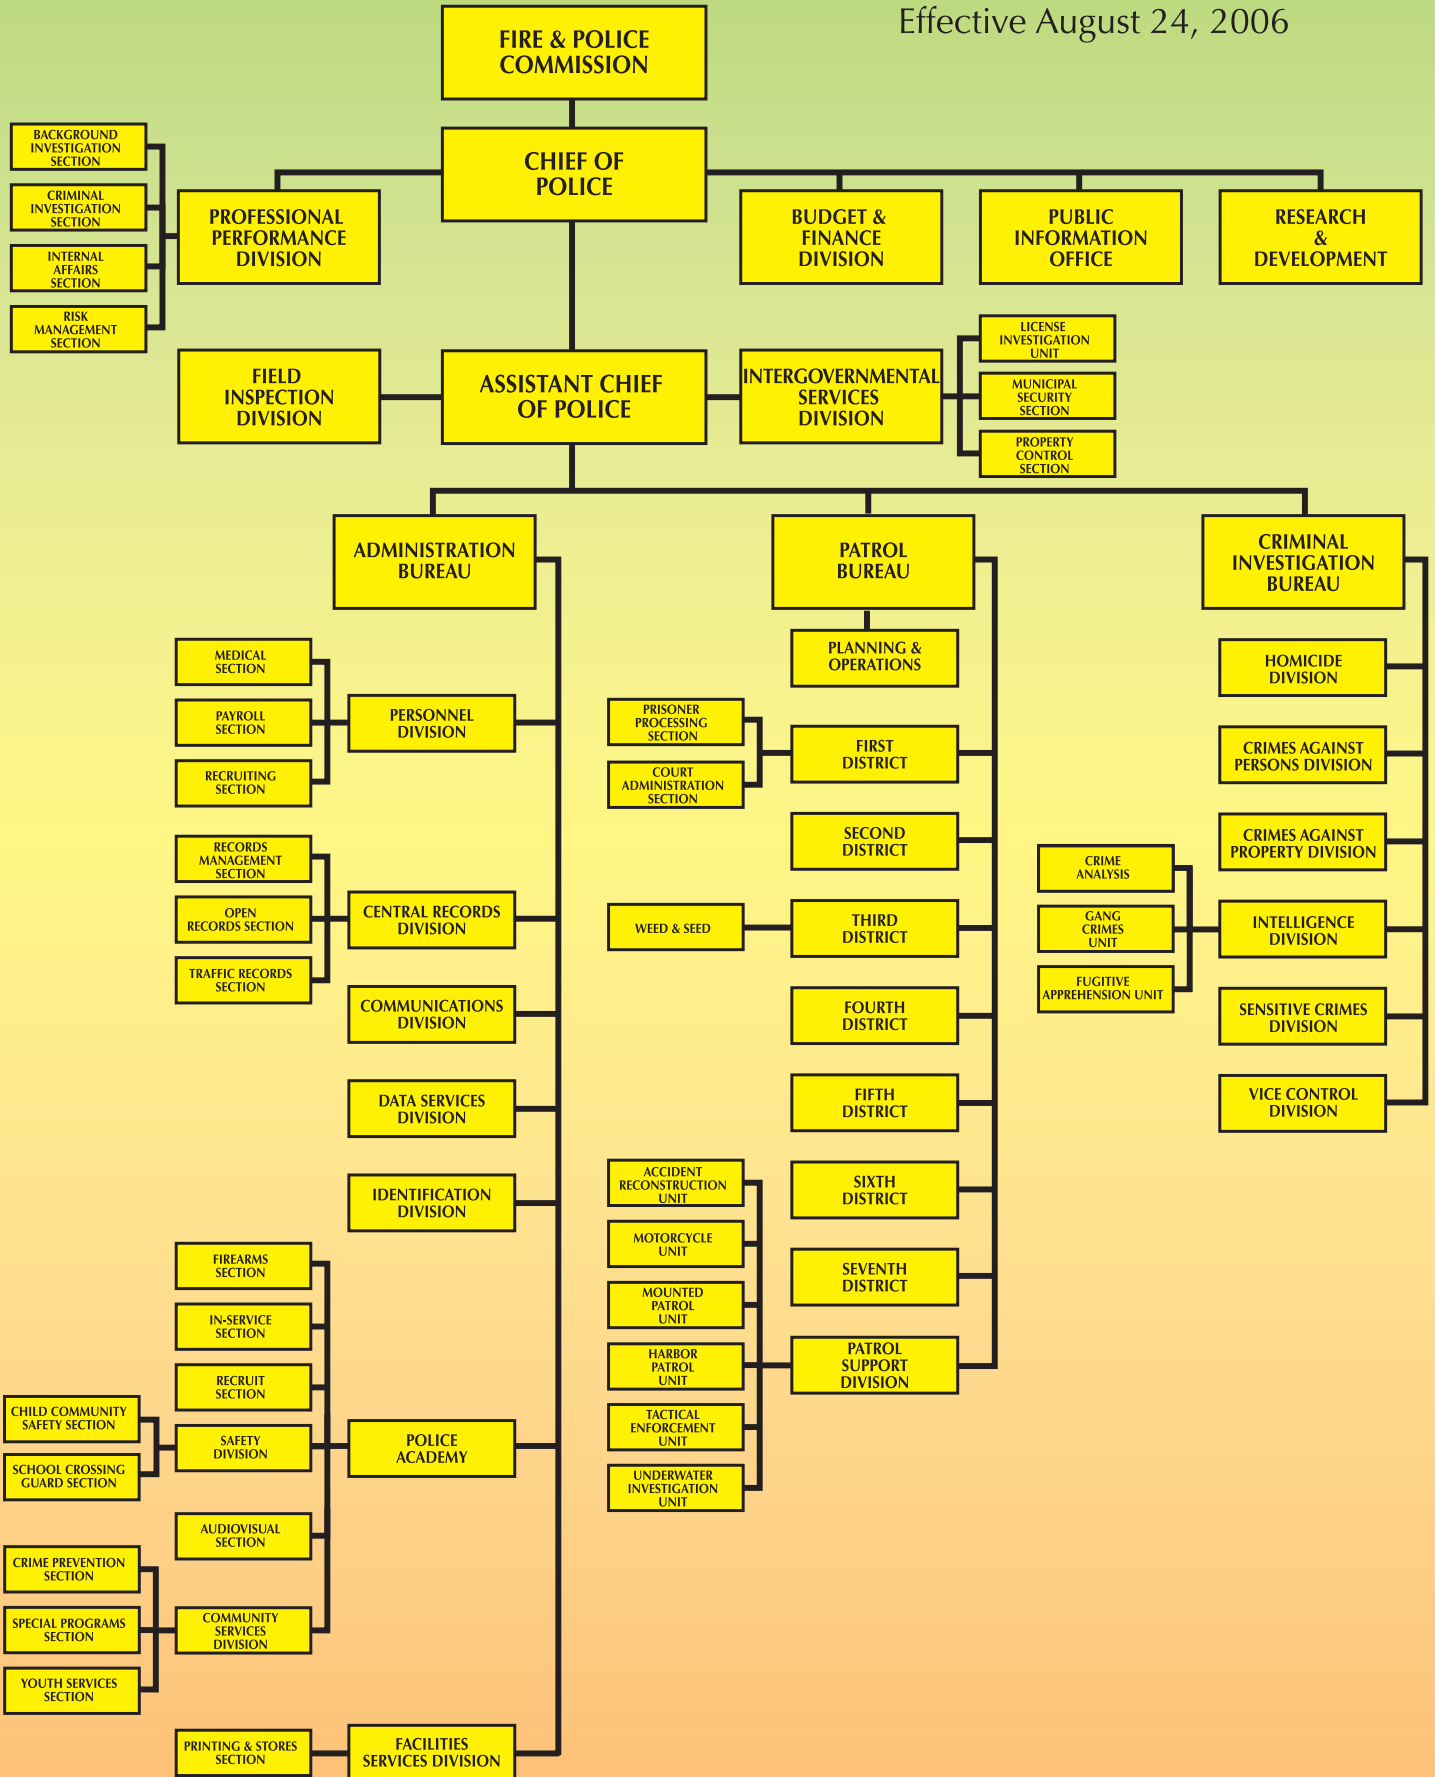 Effective August 24, 2006
FIRE & POLICE
COMMISSION
CHIEF OF
POLICE
BACKGROUND
INVESTIGATION
SECTION
CRIMINAL
INVESTIGATION
SECTION
INTERNAL
AFFAIRS
SECTION
RISK
MANAGEMENT
SECTION
PROFESSIONAL
PERFORMANCE
DIVISION
BUDGET &
FINANCE
DIVISION
PUBLIC
INFORMATION
OFFICE
RESEARCH
&
DEVELOPMENT
FIELD
INSPECTION
DIVISION
ASSISTANT CHIEF
OF POLICE
INTERGOVERNMENTAL
SERVICES
DIVISION
LICENSE
INVESTIGATION
UNIT
MUNICIPAL
SECURITY
SECTION
PROPERTY
CONTROL
SECTION
ADMINISTRATION
BUREAU
PATROL
BUREAU
CRIMINAL
INVESTIGATION
BUREAU
MEDICAL
SECTION
PAYROLL
SECTION
RECRUITING
SECTION
PERSONNEL
DIVISION
RECORDS
MANAGEMENT
SECTION
OPEN
RECORDS SECTION
TRAFFIC RECORDS
SECTION
CENTRAL RECORDS
DIVISION
COMMUNICATIONS
DIVISION
DATA SERVICES
DIVISION
IDENTIFICATION
DIVISION
FIREARMS
SECTION
IN-SERVICE
SECTION
RECRUIT
SECTION
CHILD COMMUNITY
SAFETY SECTION
SCHOOL CROSSING
GUARD SECTION
SAFETY
DIVISION
POLICE
ACADEMY
AUDIOVISUAL
SECTION
CRIME PREVENTION
SECTION
SPECIAL PROGRAMS
SECTION
YOUTH SERVICES
SECTION
COMMUNITY
SERVICES
DIVISION
PRINTING & STORES
SECTION
FACILITIES
SERVICES DIVISION
PLANNING &
OPERATIONS
PRISONER
PROCESSING
SECTION
COURT
ADMINISTRATION
SECTION
FIRST
DISTRICT
SECOND
DISTRICT
WEED & SEED
THIRD
DISTRICT
FOURTH
DISTRICT
FIFTH
DISTRICT
SIXTH
DISTRICT
SEVENTH
DISTRICT
ACCIDENT
RECONSTRUCTION
UNIT
MOTORCYCLE
UNIT
MOUNTED
PATROL
UNIT
HARBOR
PATROL
UNIT
TACTICAL
ENFORCEMENT
UNIT
UNDERWATER
INVESTIGATION
UNIT
PATROL
SUPPORT
DIVISION
HOMICIDE
DIVISION
CRIMES AGAINST
PERSONS DIVISION
CRIMES AGAINST
PROPERTY DIVISION
CRIME
ANALYSIS
GANG
CRIMES
UNIT
FUGITIVE
APPREHENSION UNIT
INTELLIGENCE
DIVISION
SENSITIVE CRIMES
DIVISION
VICE CONTROL
DIVISION